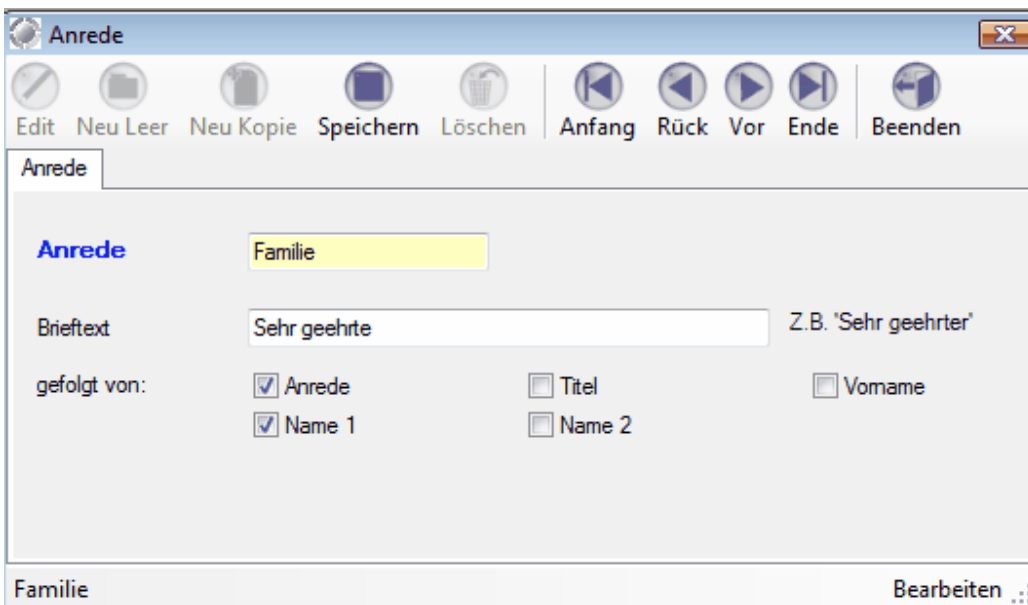 Anrede
Edit Neu Leer Neu Kopie Speichern Löschen Anfang Rück Vor Ende Beenden
Anrede
Anrede Familie
Brieftext Sehr geehrte Z.B. "Sehr geehrter"
gefolgt von: Anrede Titel Vorname
Name 1 Name 2
Familie Bearbeiten